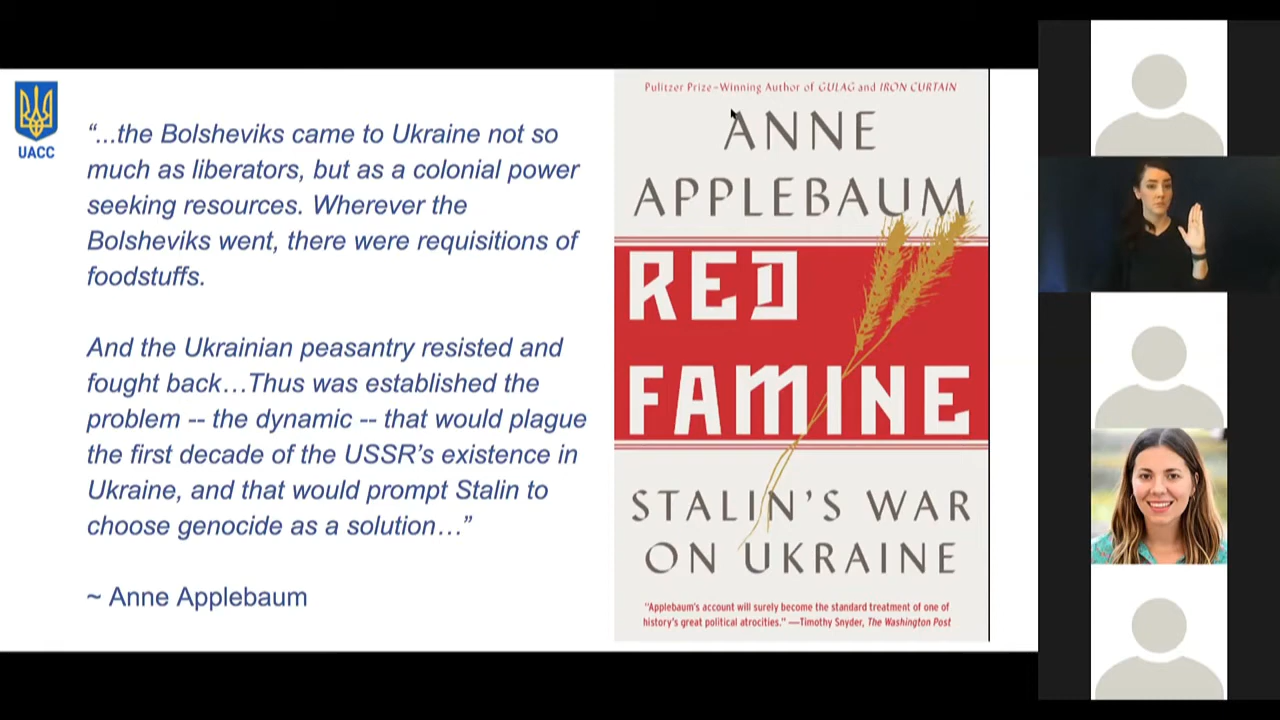 UACC
“...the Bolsheviks came to Ukraine not so
much as liberators, but as a colonial power
seeking resources. Wherever the
Bolsheviks went, there were requisitions of
foodstuffs.
And the Ukrainian peasantry resisted and
fought back…Thus was established the
problem -- the dynamic -- that would plague
the first decade of the USSR’s existence in
Ukraine, and that would prompt Stalin to
choose genocide as a solution…”
~ Anne Applebaum
Pulitzer Prize–Winning Author of GULAG and IRON CURTAIN
ANNE
APPLEBAUM
RED
FAMINE
STALIN’S WAR
ON UKRAINE
“Applebaum’s account will surely become the standard treatment of one of
history’s great political atrocities.” —Timothy Snyder, The Washington Post